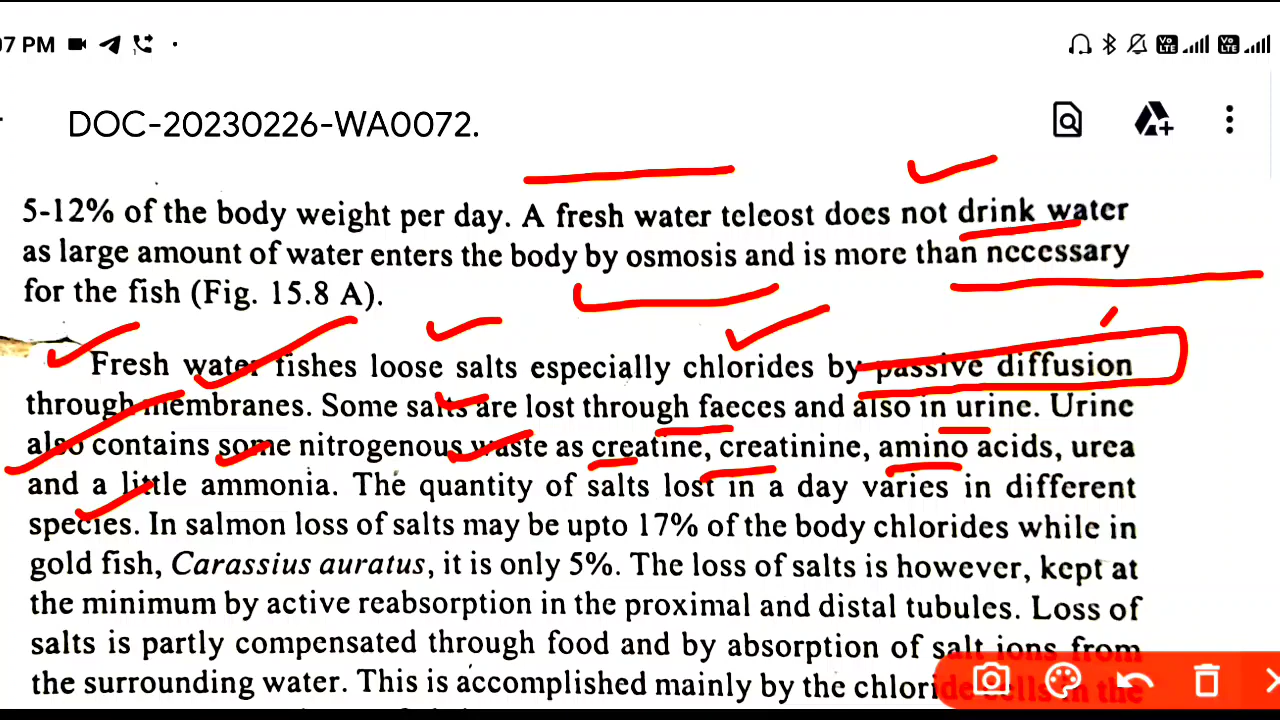 07 PM
DOC-20230226-WA0072.
5-12% of the body weight per day. A fresh water teleost does not drink water
as large amount of water enters the body by osmosis and is more than necessary
for the fish (Fig. 15.8 A).
Fresh water fishes loose salts especially chlorides by passive diffusion
through membranes. Some salts are lost through faeces and also in urine. Urine
also contains some nitrogenous waste as creatine, creatinine, amino acids, urea
and a little ammonia. The quantity of salts lost in a day varies in different
species. In salmon loss of salts may be upto 17% of the body chlorides while in
gold fish, Carassius auratus, it is only 5%. The loss of salts is however, kept at
the minimum by active reabsorption in the proximal and distal tubules. Loss of
salts is partly compensated through food and by absorption of salt ions from
the surrounding water. This is accomplished mainly by the chloride cells in the